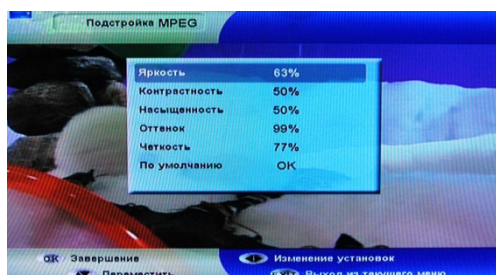 Подстройка MPEG
Яркость 63%
Контрастность 50%
Насыщенность 50%
Оттенок 99%
Четкость 77%
По умолчанию OK
OK Завершение
Изменение установок
Переместить
Выход из текущего меню